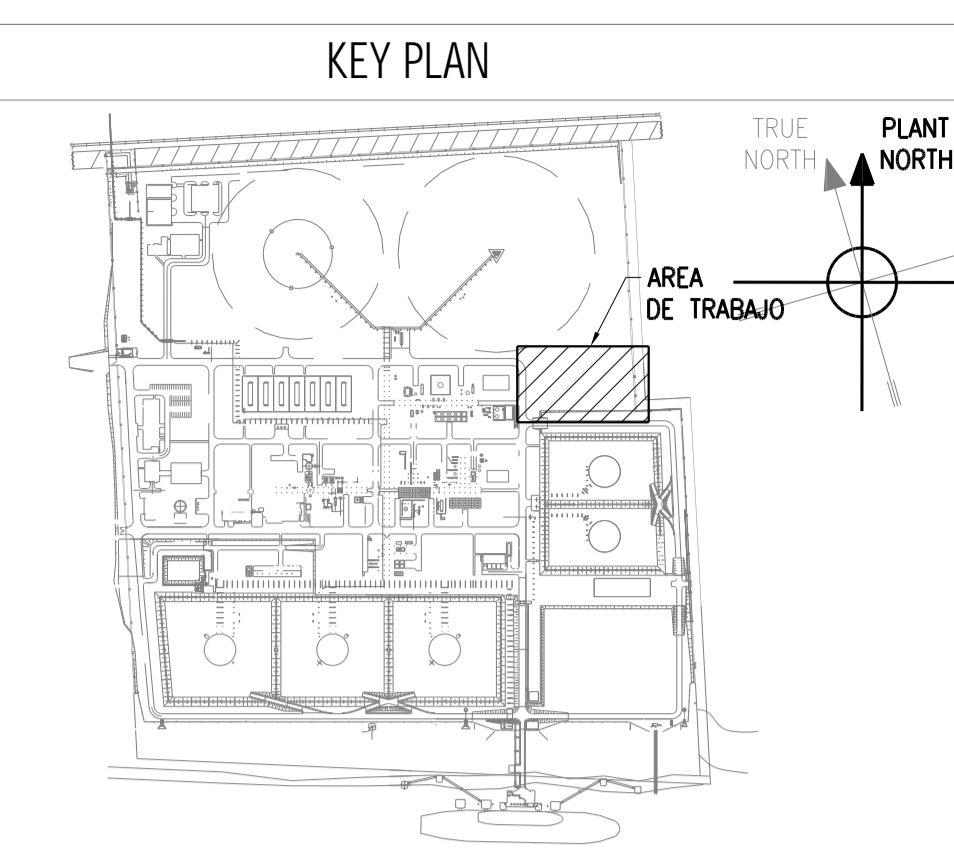 KEY PLAN
TRUE
NORTH
PLANT
NORTH
AREA
DE TRABAJO